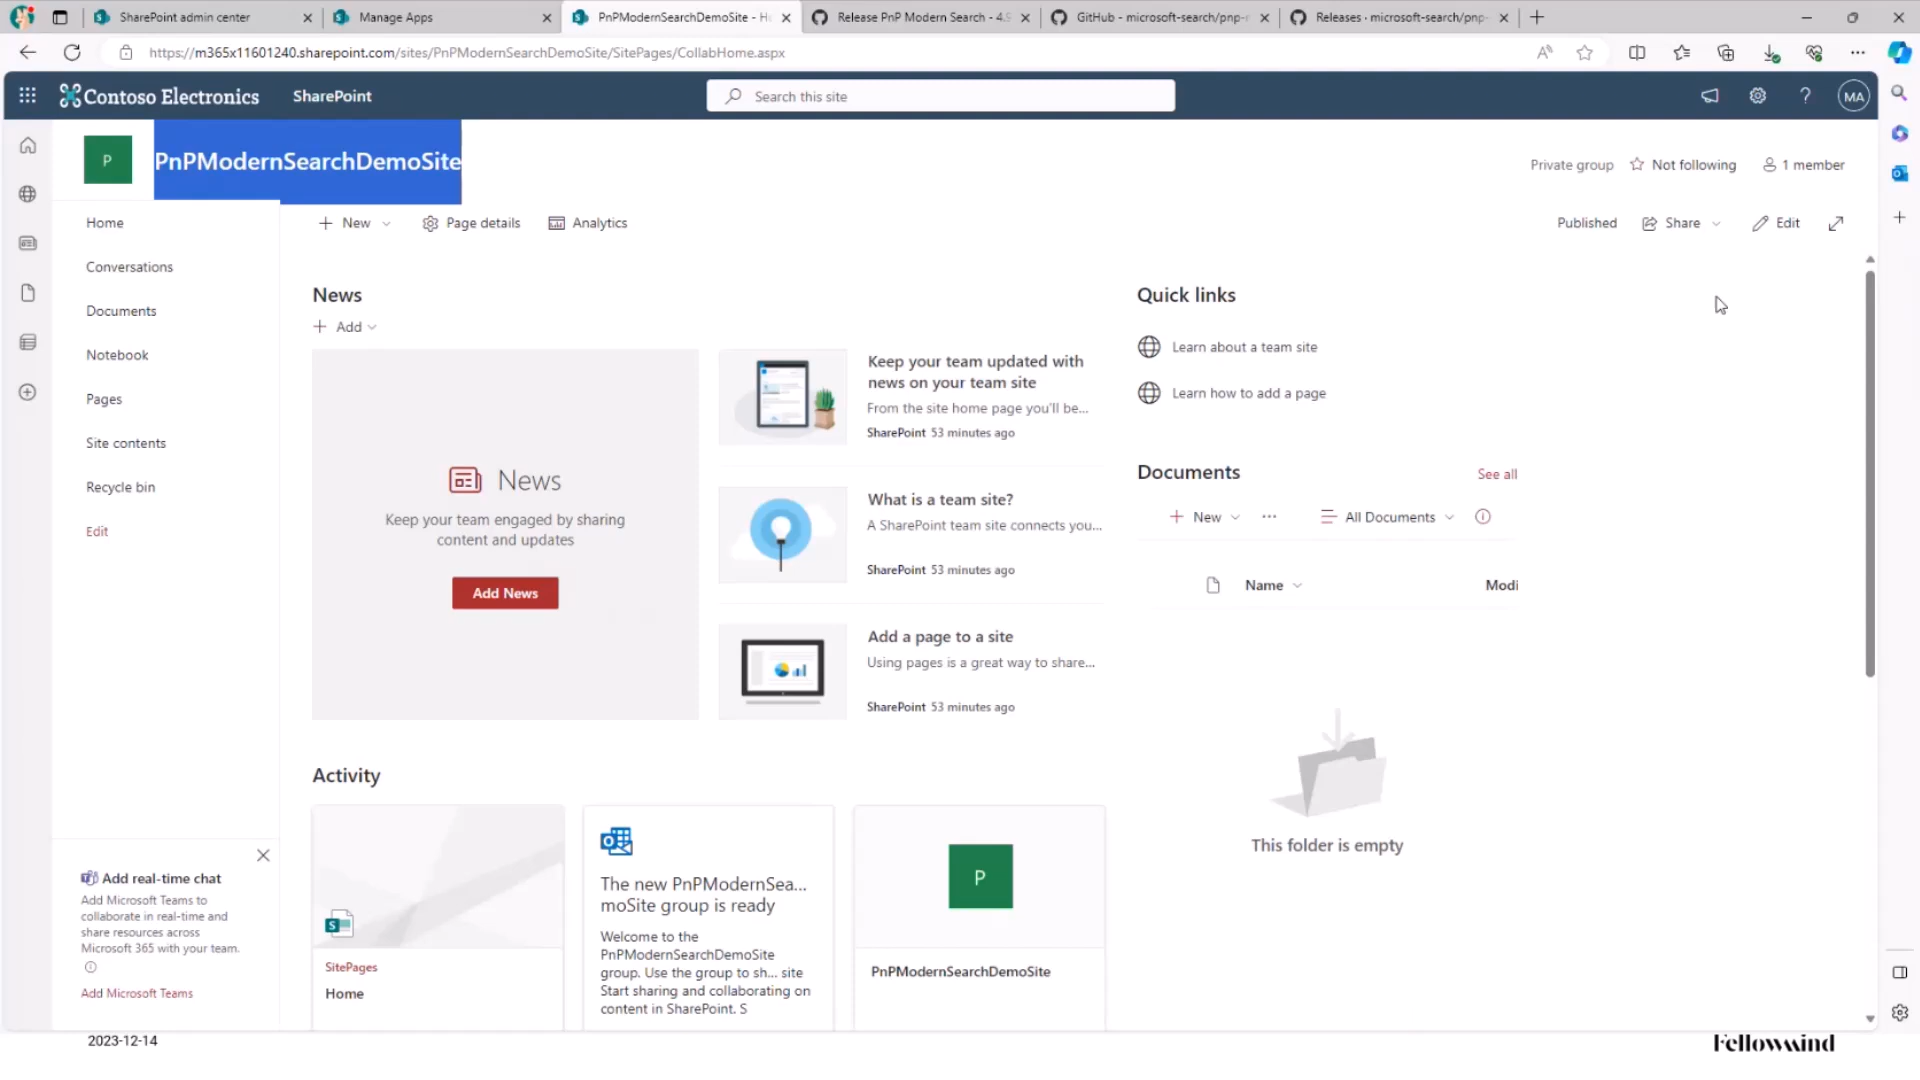 SharePoint admin center
Manage Apps
PnPModernSearchDemoSite - H
Release PnP Modern Search - 4.9
GitHub - microsoft-search/pnp-
Releases · microsoft-search/pnp-
https://m365x11601240.sharepoint.com/sites/PnPModernSearchDemoSite/SitePages/CollabHome.aspx
Contoso Electronics
SharePoint
Search this site
MA
P
PnPModernSearchDemoSite
Private group
Not following
1 member
Home
Conversations
Documents
Notebook
Pages
Site contents
Recycle bin
Edit
New
Page details
Analytics
Published
Share
Edit
News
Add
News
Keep your team engaged by sharing
content and updates
Add News
Keep your team updated with
news on your team site
From the site home page you'll be...
SharePoint 53 minutes ago
What is a team site?
A SharePoint team site connects you...
SharePoint 53 minutes ago
Add a page to a site
Using pages is a great way to share...
SharePoint 53 minutes ago
Quick links
Learn about a team site
Learn how to add a page
Documents
See all
New
All Documents
Name
Modi
This folder is empty
Activity
SitePages
Home
The new PnPModernSea...
moSite group is ready
Welcome to the
PnPModernSearchDemoSite
group. Use the group to sh... site
Start sharing and collaborating on
content in SharePoint. S
P
PnPModernSearchDemoSite
Add real-time chat
Add Microsoft Teams to
collaborate in real-time and
share resources across
Microsoft 365 with your team.
Add Microsoft Teams
2023-12-14
Fellowmind